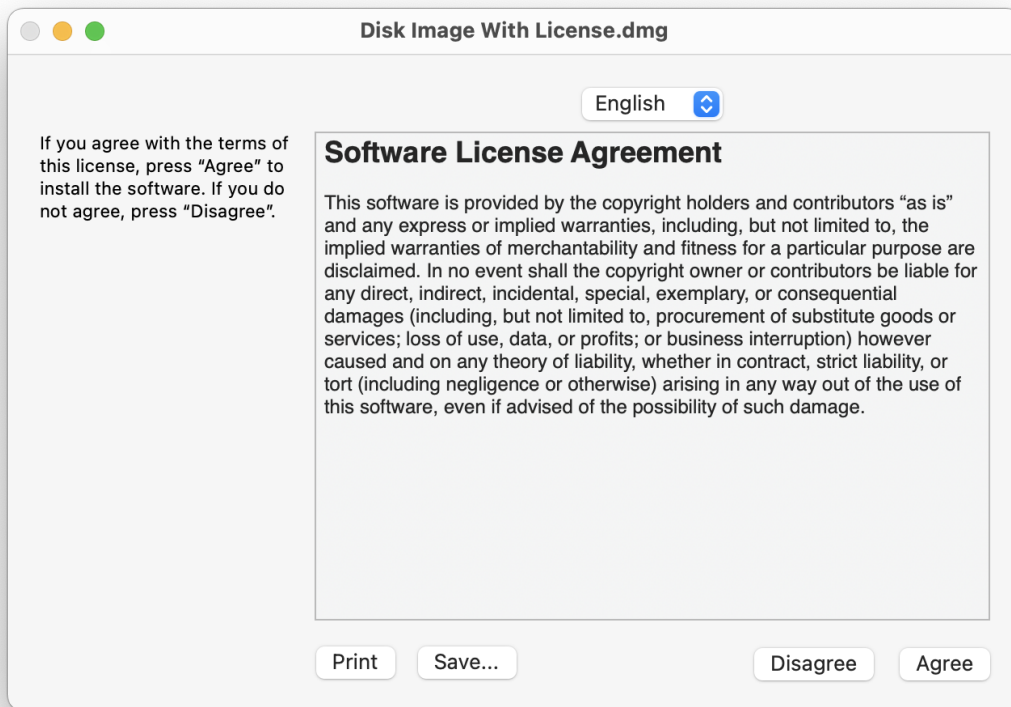 Disk Image With License.dmg
English
If you agree with the terms of
this license, press “Agree” to
install the software. If you do
not agree, press “Disagree”.
Software License Agreement
This software is provided by the copyright holders and contributors “as is”
and any express or implied warranties, including, but not limited to, the
implied warranties of merchantability and fitness for a particular purpose are
disclaimed. In no event shall the copyright owner or contributors be liable for
any direct, indirect, incidental, special, exemplary, or consequential
damages (including, but not limited to, procurement of substitute goods or
services; loss of use, data, or profits; or business interruption) however
caused and on any theory of liability, whether in contract, strict liability, or
tort (including negligence or otherwise) arising in any way out of the use of
this software, even if advised of the possibility of such damage.
Print
Save...
Disagree
Agree